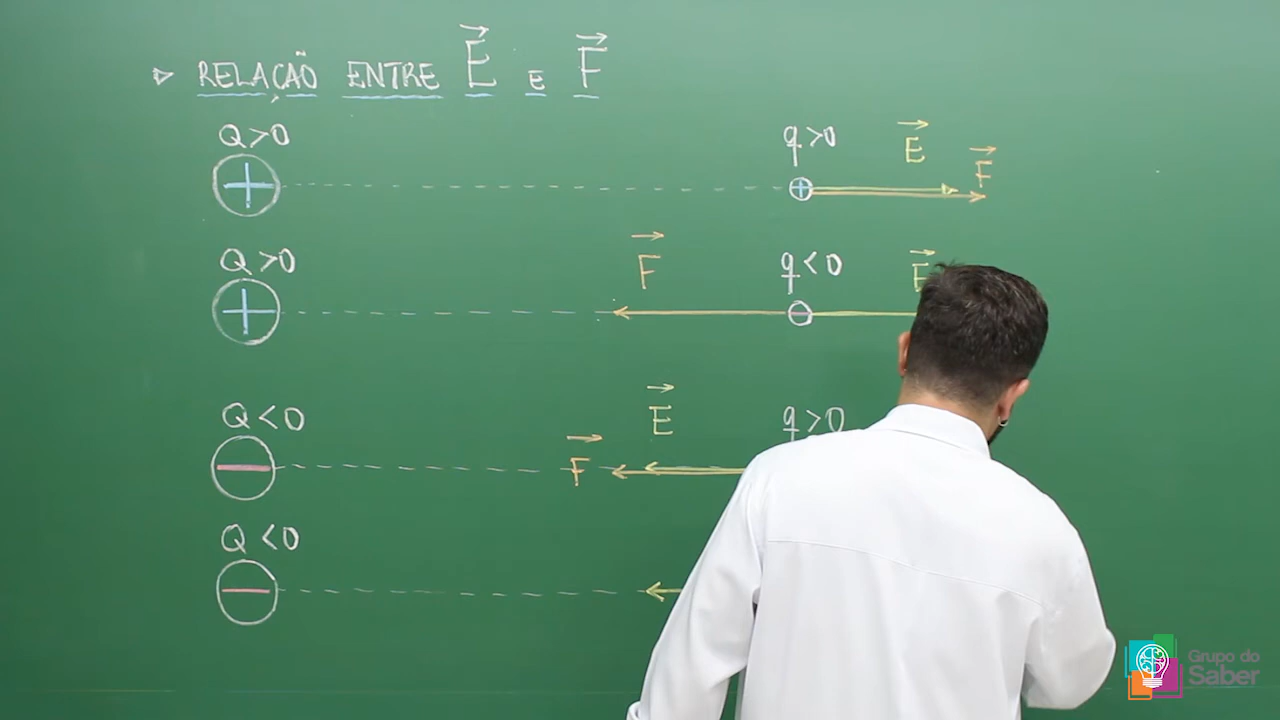 RELAÇÃO ENTRE E e F
Q>0 q>0 E F
Q>0 F q<0 E
Q<0 F E q>0
Q<0
Grupo do
Saber